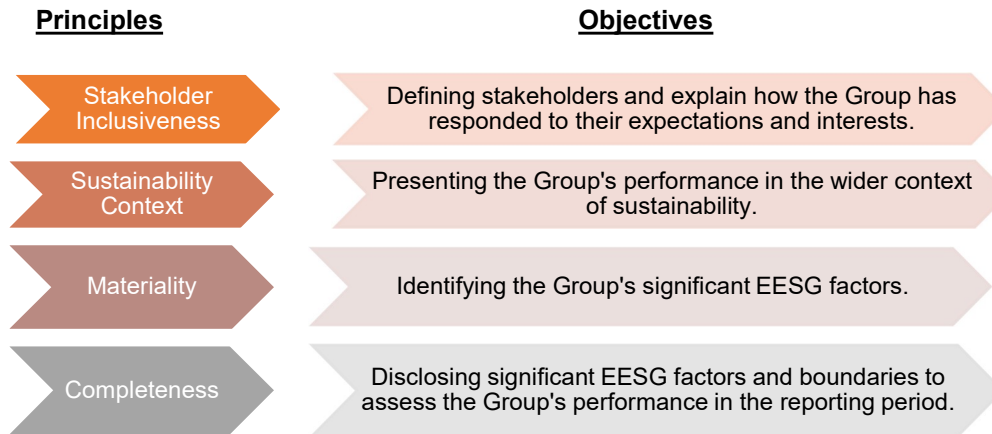 Principles
Objectives
Stakeholder
Inclusiveness
Defining stakeholders and explain how the Group has
responded to their expectations and interests.
Sustainability
Context
Presenting the Group's performance in the wider context
of sustainability.
Materiality
Identifying the Group's significant EESG factors.
Completeness
Disclosing significant EESG factors and boundaries to
assess the Group's performance in the reporting period.